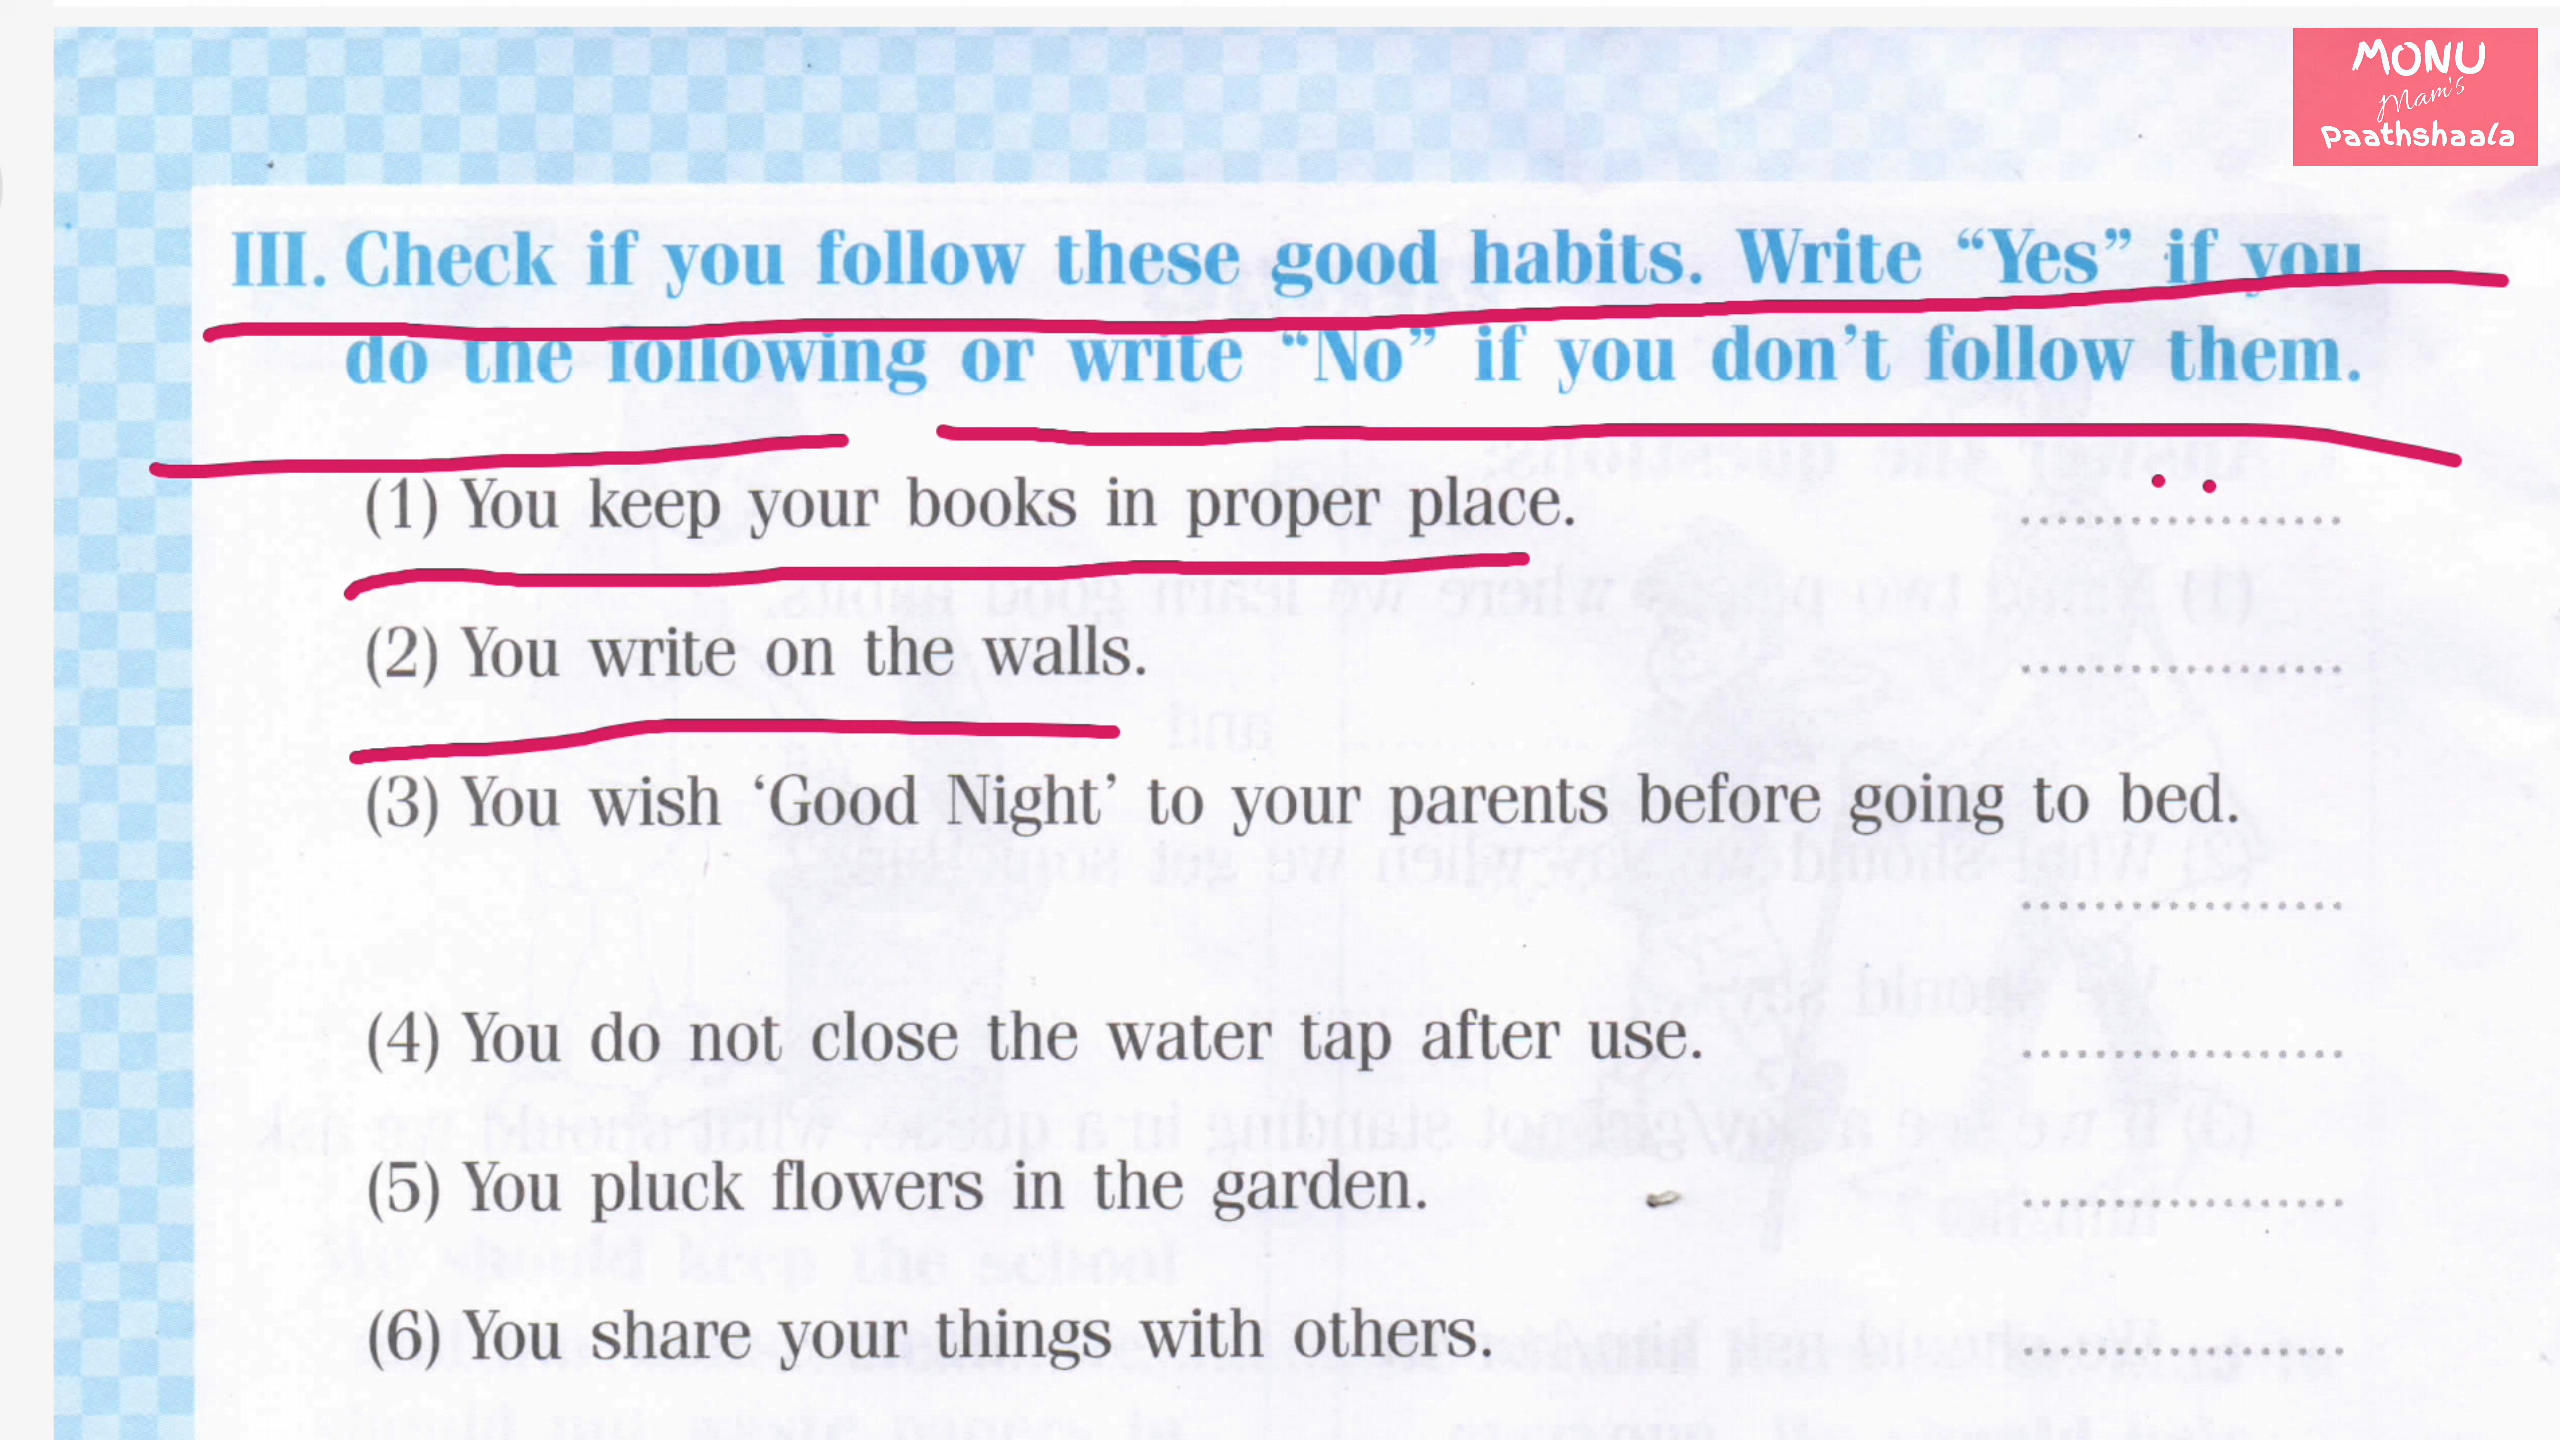 MONU
Mam's
Paathshaala
III. Check if you follow these good habits. Write “Yes” if you
do the following or write “No” if you don’t follow them.
(1) You keep your books in proper place. ..................
(2) You write on the walls. ..................
(3) You wish ‘Good Night’ to your parents before going to bed.
..................
(4) You do not close the water tap after use. ..................
(5) You pluck flowers in the garden. ..................
(6) You share your things with others. ..................